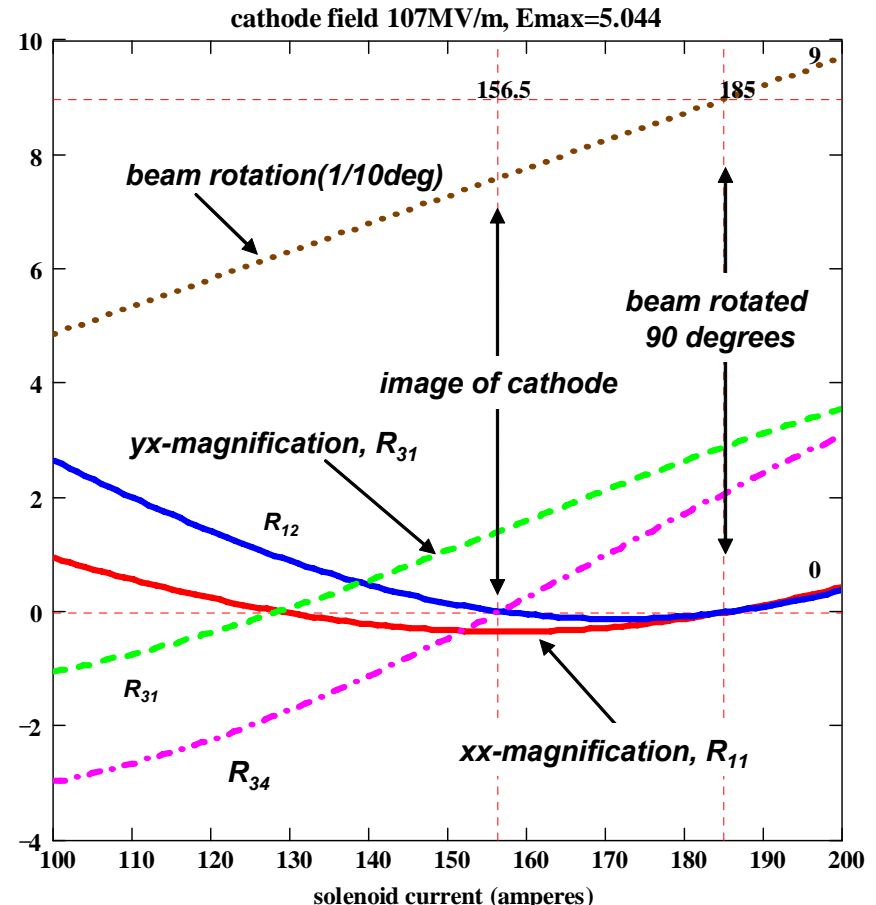 cathode field 107MV/m, Emax=5.044
10
9
156.5
185
8
beam rotation(1/10deg)
6
beam rotated
90 degrees
4
image of cathode
yx-magnification, R31
2
R12
0
0
R31
−2
xx-magnification, R11
R34
−4
100 110 120 130 140 150 160 170 180 190 200
solenoid current (amperes)